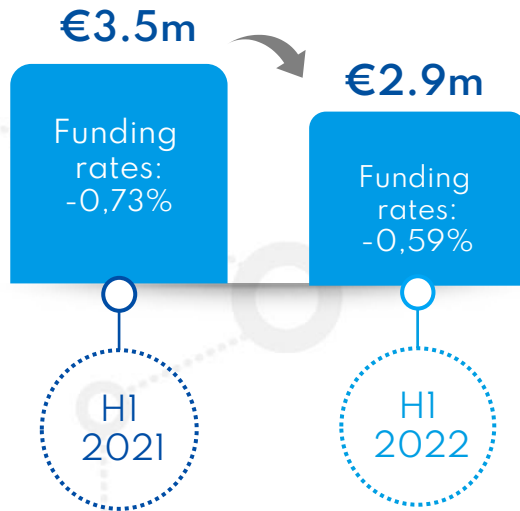 €3.5m
€2.9m
Funding
rates:
-0,73%
Funding
rates:
-0,59%
H1
2021
H1
2022